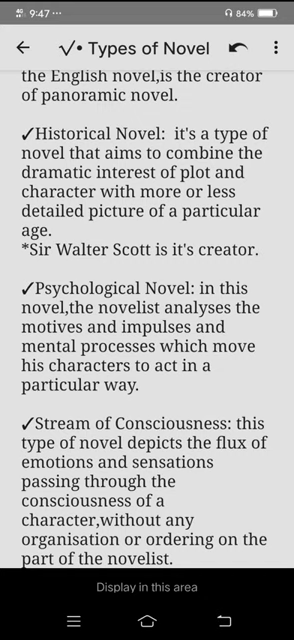 4G 9:47 ••• 84%
√• Types of Novel
the English novel,is the creator
of panoramic novel.
✓Historical Novel: it's a type of
novel that aims to combine the
dramatic interest of plot and
character with more or less
detailed picture of a particular
age.
*Sir Walter Scott is it's creator.
✓Psychological Novel: in this
novel,the novelist analyses the
motives and impulses and
mental processes which move
his characters to act in a
particular way.
✓Stream of Consciousness: this
type of novel depicts the flux of
emotions and sensations
passing through the
consciousness of a
character,without any
organisation or ordering on the
part of the novelist.
Display in this area